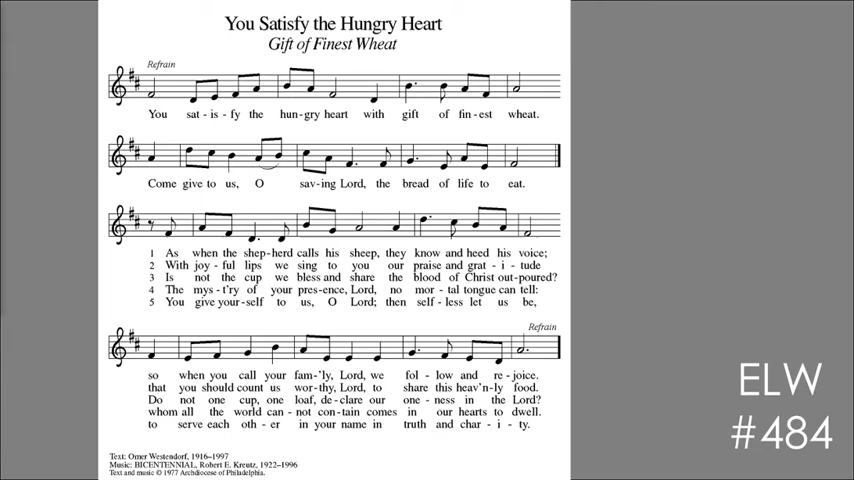 You Satisfy the Hungry Heart
Gift of Finest Wheat
Refrain
You sat - is - fy the hun - gry heart with gift of fin - est wheat.
Come give to us, O sav - ing Lord, the bread of life to eat.
1 As when the shep - herd calls his sheep, they know and heed his voice;
2 With joy - ful lips we sing to you our praise and grat - i - tude
3 Is not the cup we bless and share the blood of Christ out - poured?
4 The mys - t'ry of your pres - ence, Lord, no mor - tal tongue can tell:
5 You give your - self to us, O Lord; then self - less let us be,
Refrain
so when you call your fam - 'ly, Lord, we fol - low and re - joice.
that you should count us wor - thy, Lord, to share this heav'n - ly food.
Do not one cup, one loaf, de - clare our one - ness in the Lord?
whom all the world can - not con - tain comes in our hearts to dwell.
to serve each oth - er in your name in truth and char - i - ty.
Text: Omer Westendorf, 1916–1997
Music: BICENTENNIAL, Robert E. Kreutz, 1922–1996
Text and music © 1977 Archdiocese of Philadelphia.
ELW
#484